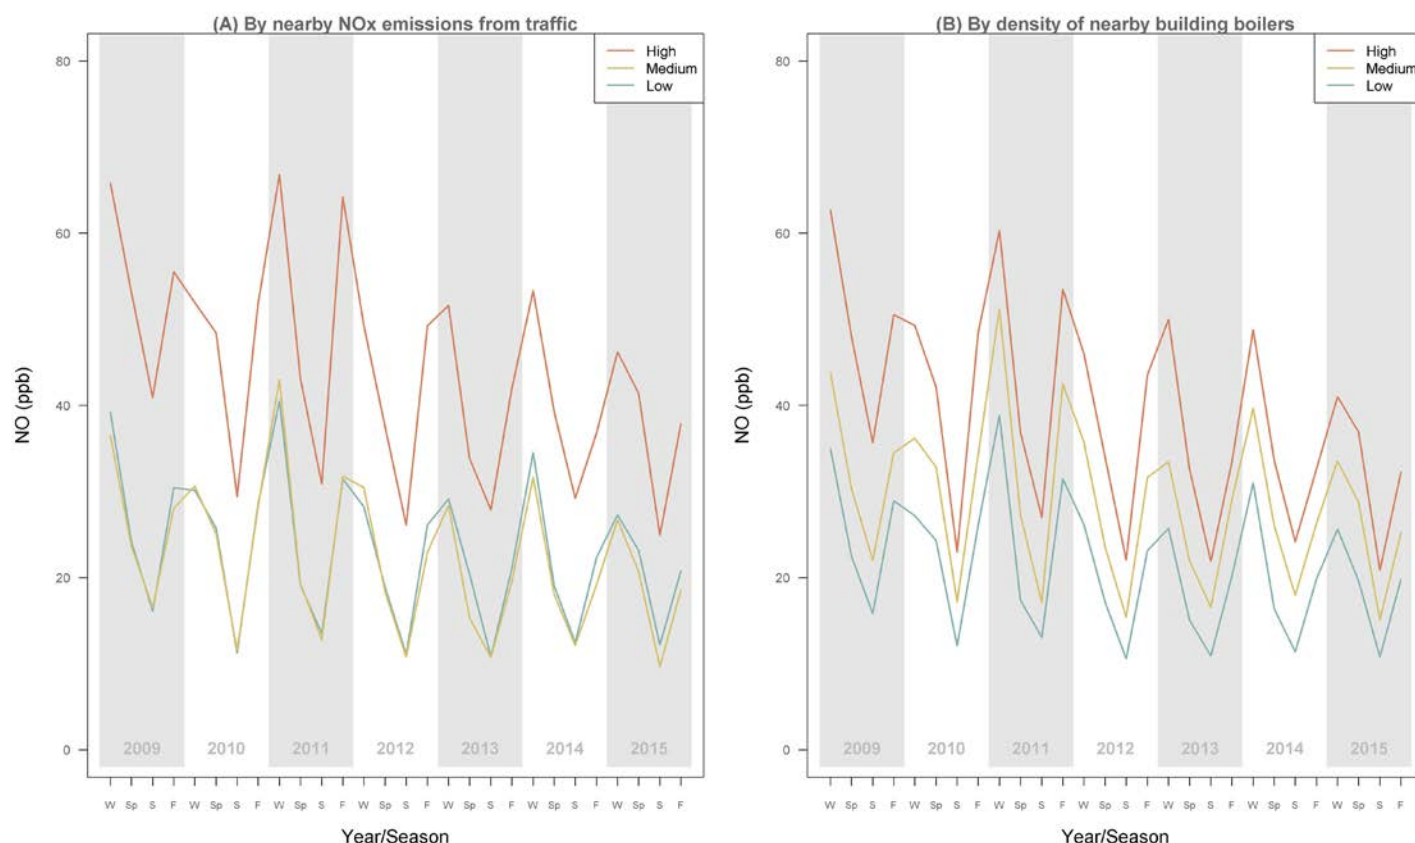 (A) By nearby NOx emissions from traffic
High
Medium
Low
80
60
40
20
0
NO (ppb)
2009 2010 2011 2012 2013 2014 2015
W Sp S F W Sp S F W Sp S F W Sp S F W Sp S F W Sp S F W Sp S F
Year/Season
(B) By density of nearby building boilers
High
Medium
Low
80
60
40
20
0
NO (ppb)
2009 2010 2011 2012 2013 2014 2015
W Sp S F W Sp S F W Sp S F W Sp S F W Sp S F W Sp S F W Sp S F
Year/Season